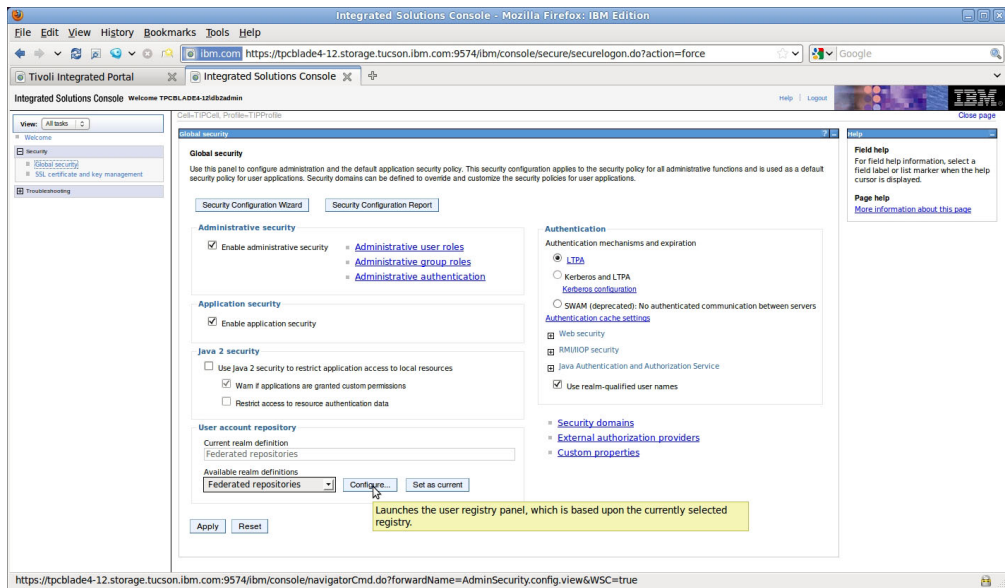 Integrated Solutions Console - Mozilla Firefox: IBM Edition
File Edit View History Bookmarks Tools Help
ibm.com https://tpcblade4-12.storage.tucson.ibm.com:9574/ibm/console/secure/securelogon.do?action=force
Google
Tivoli Integrated Portal
Integrated Solutions Console
Integrated Solutions Console Welcome TPCBLADE4-12\db2admin
Help | Logout
IBM.
View: All tasks
Cell=TIPCell, Profile=TIPProfile
Close page
Welcome
Security
Global security
SSL certificate and key management
Troubleshooting
Global security
? -
Global security
Use this panel to configure administration and the default application security policy. This security configuration applies to the security policy for all administrative functions and is used as a default
security policy for user applications. Security domains can be defined to override and customize the security policies for user applications.
Security Configuration Wizard
Security Configuration Report
Administrative security
Enable administrative security
Administrative user roles
Administrative group roles
Administrative authentication
Application security
Enable application security
Java 2 security
Use Java 2 security to restrict application access to local resources
Warn if applications are granted custom permissions
Restrict access to resource authentication data
User account repository
Current realm definition
Federated repositories
Available realm definitions
Federated repositories
Configure...
Set as current
Launches the user registry panel, which is based upon the currently selected
registry.
Apply
Reset
Authentication
Authentication mechanisms and expiration
LTPA
Kerberos and LTPA
Kerberos configuration
SWAM (deprecated): No authenticated communication between servers
Authentication cache settings
Web security
RMI/IIOP security
Java Authentication and Authorization Service
Use realm-qualified user names
Security domains
External authorization providers
Custom properties
Help
Field help
For field help information, select a
field label or list marker when the help
cursor is displayed.
Page help
More information about this page
https://tpcblade4-12.storage.tucson.ibm.com:9574/ibm/console/navigatorCmd.do?forwardName=AdminSecurity.config.view&WSC=true